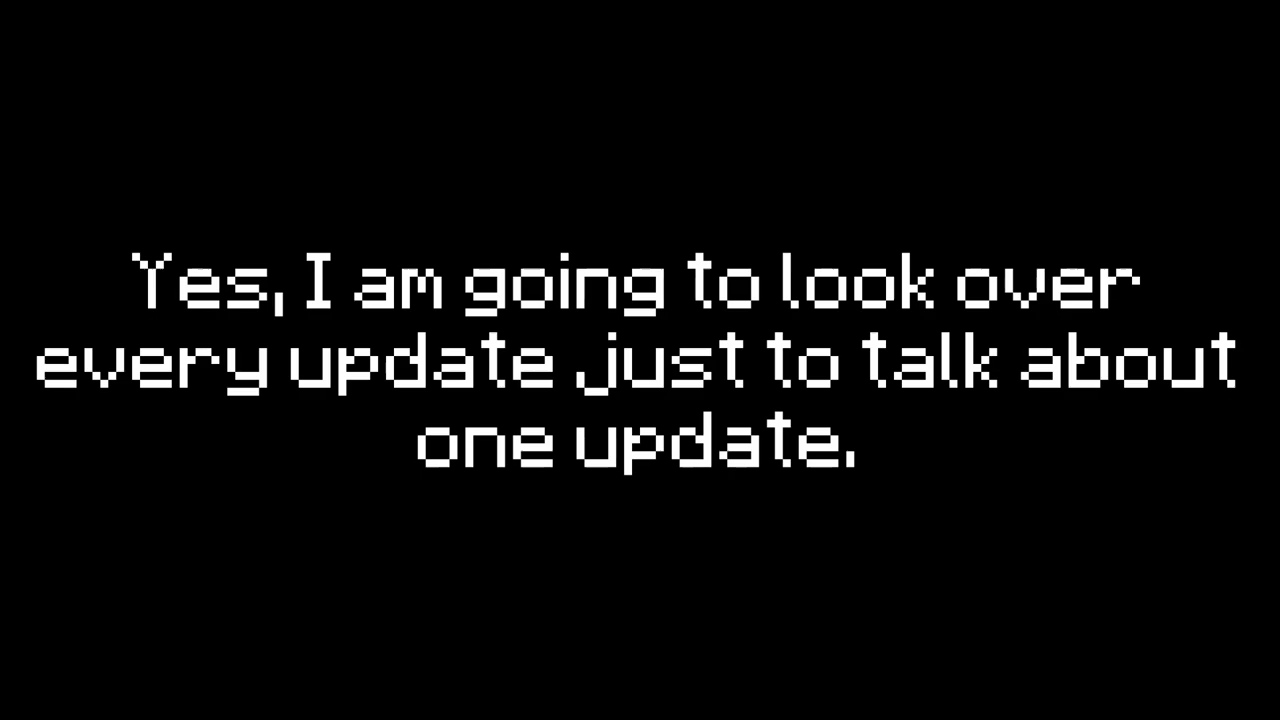 Yes, I am going to look over
every update just to talk about
one update.